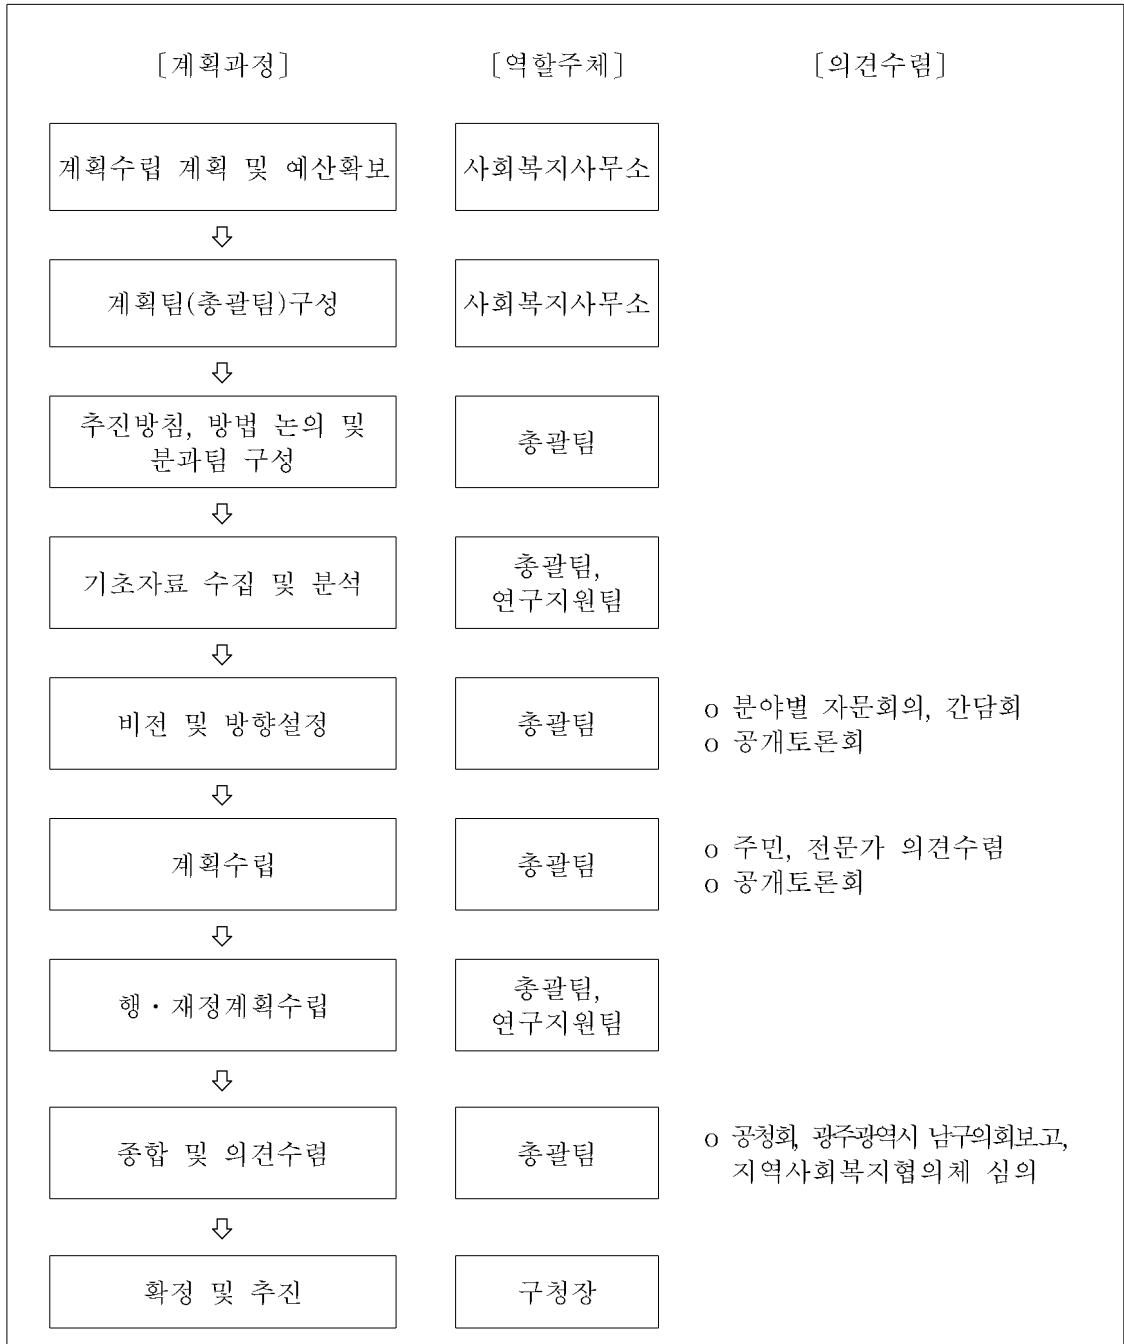 [계획과정] [역할주체] [의견수렴]
계획수립 계획 및 예산확보 사회복지사무소
계획팀(총괄팀)구성 사회복지사무소
추진방침, 방법 논의 및
분과팀 구성
총괄팀
기초자료 수집 및 분석
총괄팀,
연구지원팀
비전 및 방향설정 총괄팀
o 분야별 자문회의, 간담회
o 공개토론회
계획수립 총괄팀
o 주민, 전문가 의견수렴
o 공개토론회
행·재정계획수립
총괄팀,
연구지원팀
종합 및 의견수렴 총괄팀
o 공청회, 광주광역시 남구의회보고,
지역사회복지협의체 심의
확정 및 추진 구청장